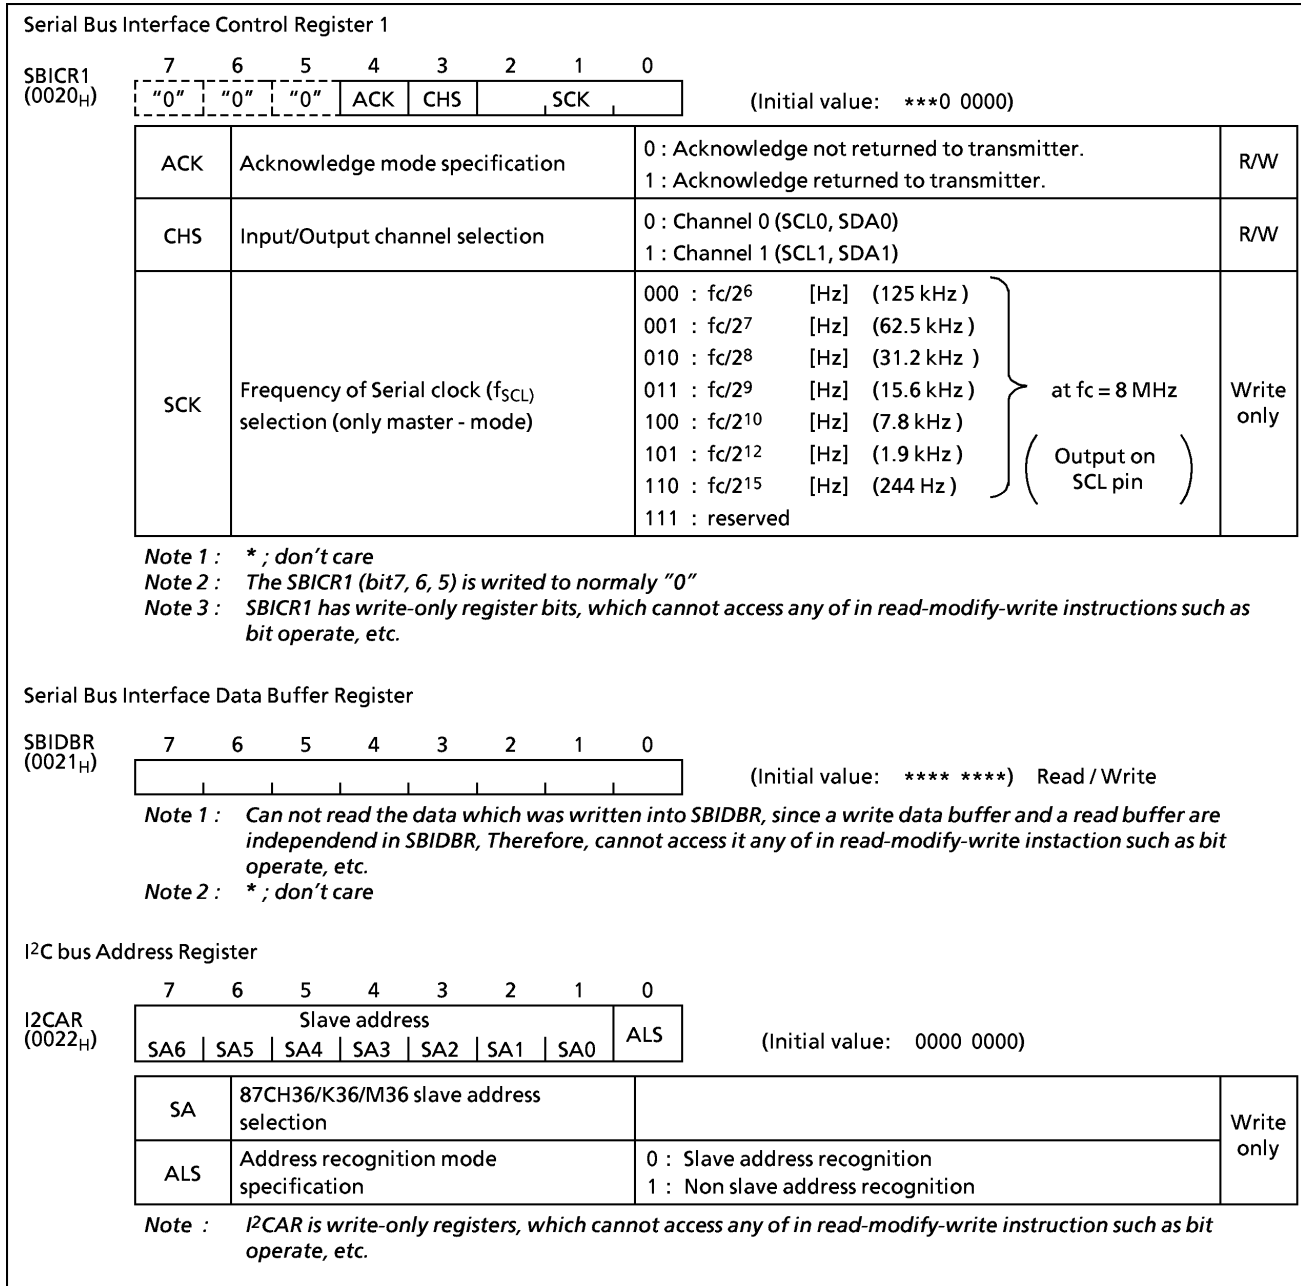 Serial Bus Interface Control Register 1
7 6 5 4 3 2 1 0
SBICR1
(0020H)
"0" "0" "0" ACK CHS SCK
(Initial value: ***0 0000)
ACK Acknowledge mode specification
0 : Acknowledge not returned to transmitter.
1 : Acknowledge returned to transmitter.
R/W
CHS Input/Output channel selection
0 : Channel 0 (SCL0, SDA0)
1 : Channel 1 (SCL1, SDA1)
R/W
SCK
Frequency of Serial clock (fSCL)
selection (only master - mode)
000 : fc/2⁶ [Hz] (125 kHz )
001 : fc/2⁷ [Hz] (62.5 kHz )
010 : fc/2⁸ [Hz] (31.2 kHz )
011 : fc/2⁹ [Hz] (15.6 kHz )
100 : fc/2¹⁰ [Hz] (7.8 kHz )
101 : fc/2¹² [Hz] (1.9 kHz )
110 : fc/2¹⁵ [Hz] (244 Hz )
111 : reserved
at fc = 8 MHz
( Output on
SCL pin )
Write
only
Note 1 : * ; don't care
Note 2 : The SBICR1 (bit7, 6, 5) is writed to normaly "0"
Note 3 : SBICR1 has write-only register bits, which cannot access any of in read-modify-write instructions such as
bit operate, etc.
Serial Bus Interface Data Buffer Register
SBIDBR
(0021H)
7 6 5 4 3 2 1 0
(Initial value: **** ****) Read / Write
Note 1 : Can not read the data which was written into SBIDBR, since a write data buffer and a read buffer are
independend in SBIDBR, Therefore, cannot access it any of in read-modify-write instaction such as bit
operate, etc.
Note 2 : * ; don't care
I²C bus Address Register
7 6 5 4 3 2 1 0
I2CAR
(0022H)
Slave address
SA6 SA5 SA4 SA3 SA2 SA1 SA0 ALS
(Initial value: 0000 0000)
SA
87CH36/K36/M36 slave address
selection
Write
only
ALS
Address recognition mode
specification
0 : Slave address recognition
1 : Non slave address recognition
Note : I²CAR is write-only registers, which cannot access any of in read-modify-write instruction such as bit
operate, etc.